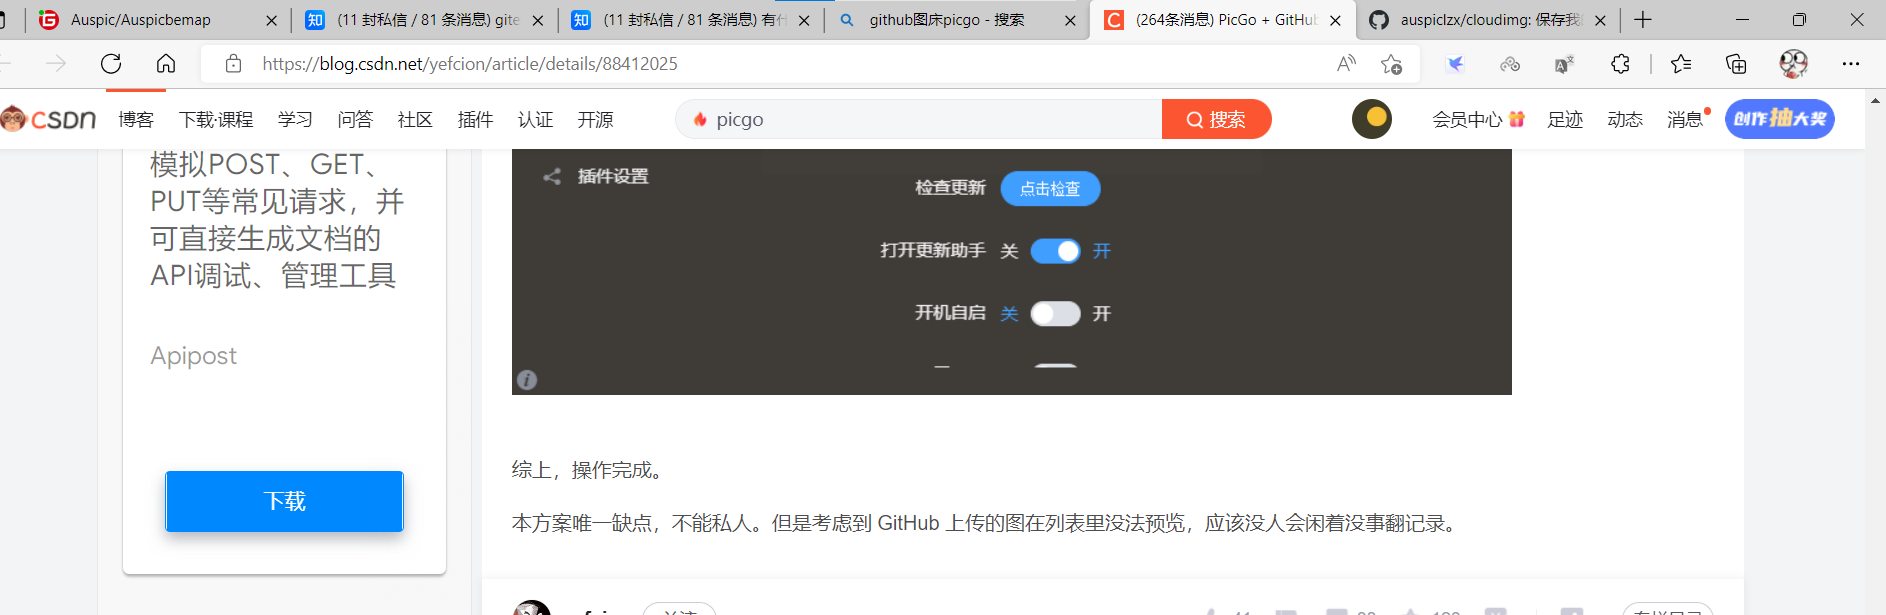 Auspic/Auspicbemap
(11 封私信 / 81 条消息) gite
(11 封私信 / 81 条消息) 有什
github图床picgo - 搜索
(264条消息) PicGo + GitHub
auspiclzx/cloudimg: 保存我
https://blog.csdn.net/yefcion/article/details/88412025
CSDN 博客 下载·课程 学习 问答 社区 插件 认证 开源 picgo 搜索 会员中心 足迹 动态 消息 创作抽大奖
模拟POST、GET、
PUT等常见请求，并
可直接生成文档的
API调试、管理工具
Apipost
下载
插件设置
检查更新 点击检查
打开更新助手 关 开
开机自启 关 开
综上，操作完成。
本方案唯一缺点，不能私人。但是考虑到 GitHub 上传的图在列表里没法预览，应该没人会闲着没事翻记录。